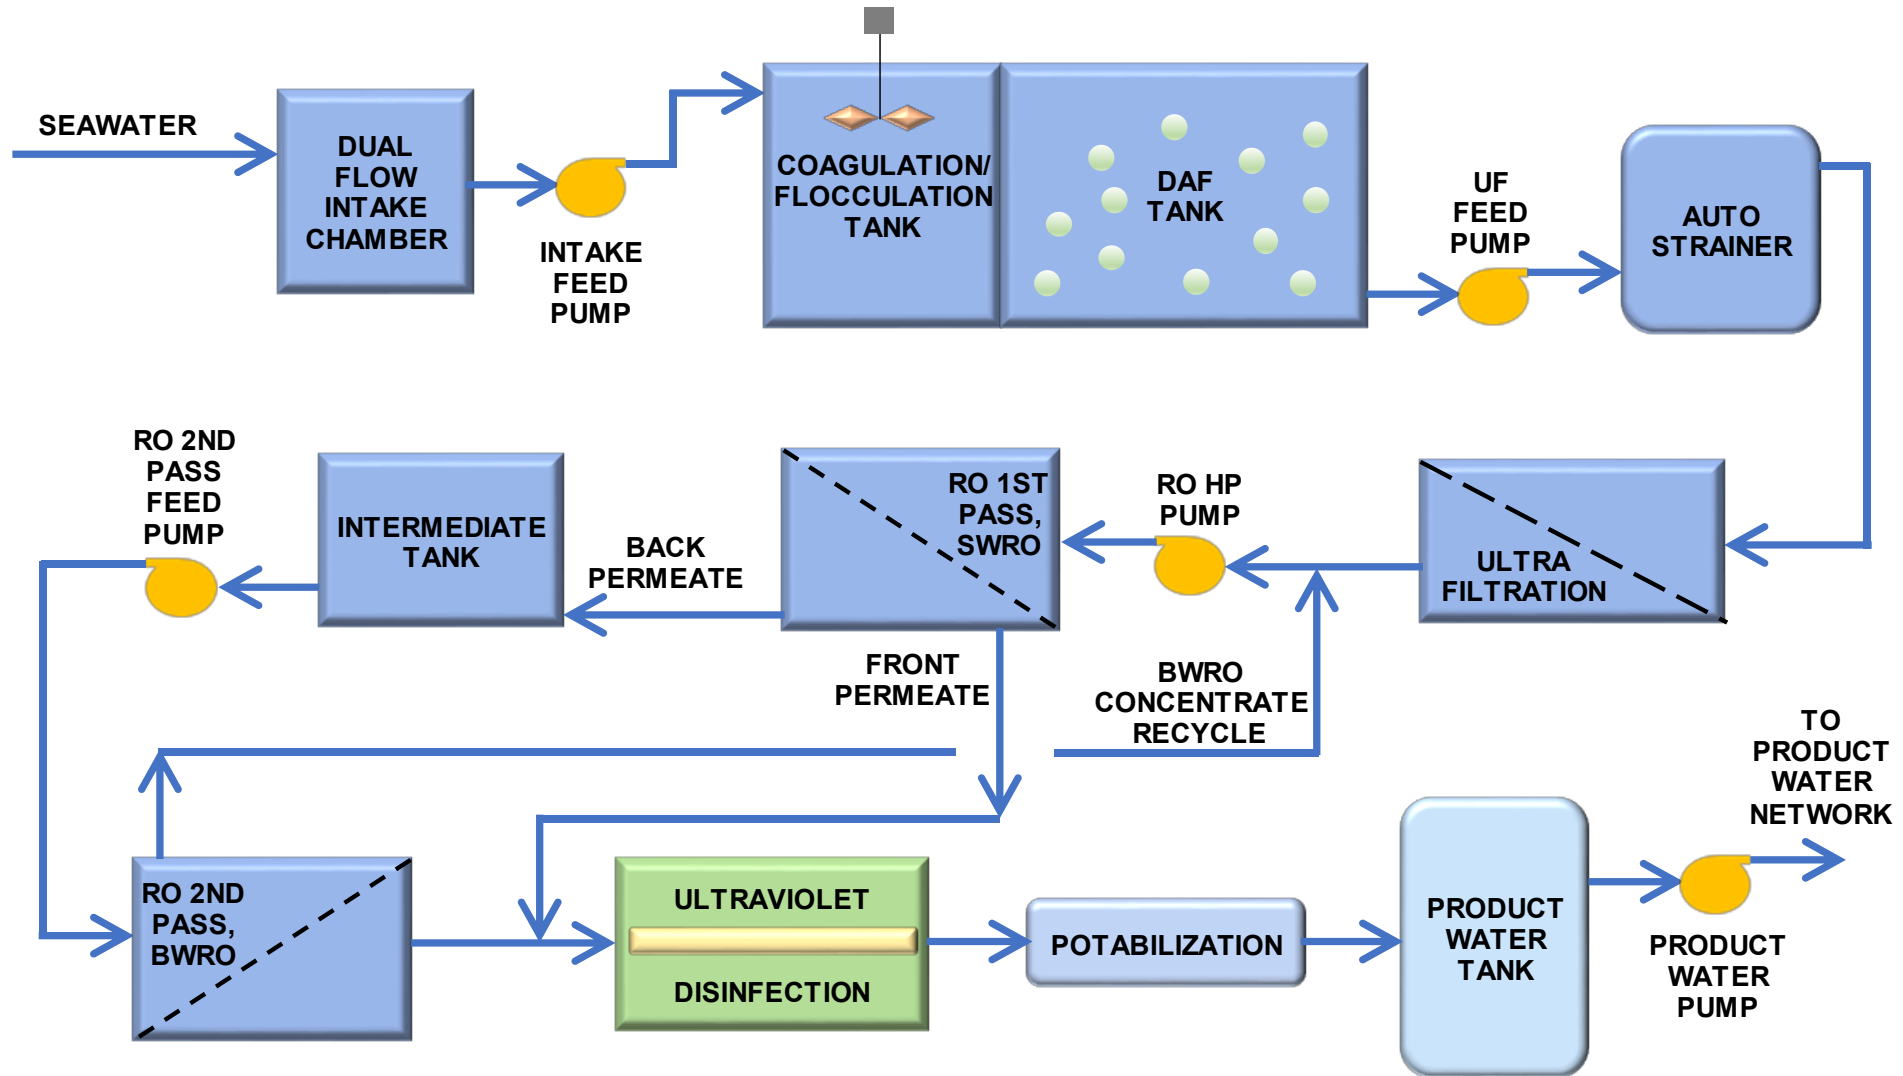 SEAWATER
DUAL
FLOW
INTAKE
CHAMBER
INTAKE
FEED
PUMP
COAGULATION/
FLOCCULATION
TANK
DAF
TANK
UF
FEED
PUMP
AUTO
STRAINER
RO 2ND
PASS
FEED
PUMP
INTERMEDIATE
TANK
BACK
PERMEATE
RO 1ST
PASS,
SWRO
RO HP
PUMP
ULTRA
FILTRATION
FRONT
PERMEATE
BWRO
CONCENTRATE
RECYCLE
TO
PRODUCT
WATER
NETWORK
RO 2ND
PASS,
BWRO
ULTRAVIOLET
DISINFECTION
POTABILIZATION
PRODUCT
WATER
TANK
PRODUCT
WATER
PUMP